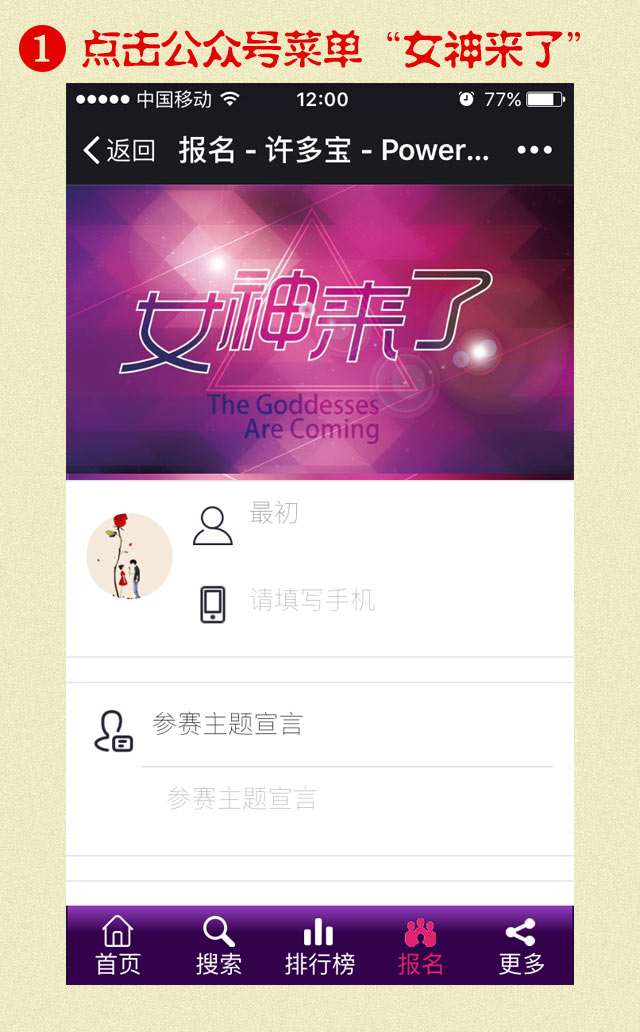 1 点击公众号菜单“女神来了”
中国移动 12:00 77%
返回 报名 - 许多宝 - Power...
女神来了
The Goddesses
Are Coming
最初
请填写手机
参赛主题宣言
参赛主题宣言
首页 搜索 排行榜 报名 更多